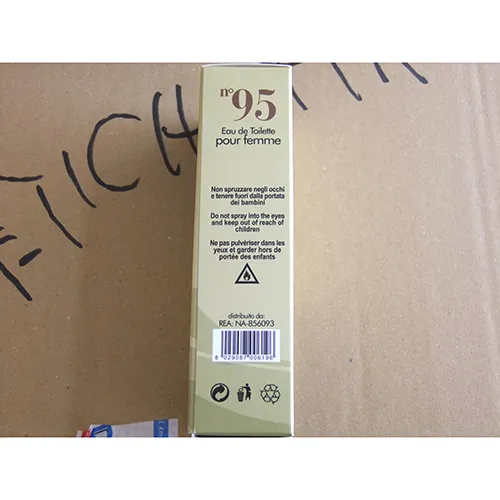 n°95
Eau de Toilette
pour femme
Non spruzzare negli occhi
e tenere fuori dalla portata
dei bambini
Do not spray into the eyes
and keep out of reach of
children
Ne pas pulvériser dans les
yeux et garder hors de
portée des enfants
distribuito da:
REA: NA-856093
8 029087 006196